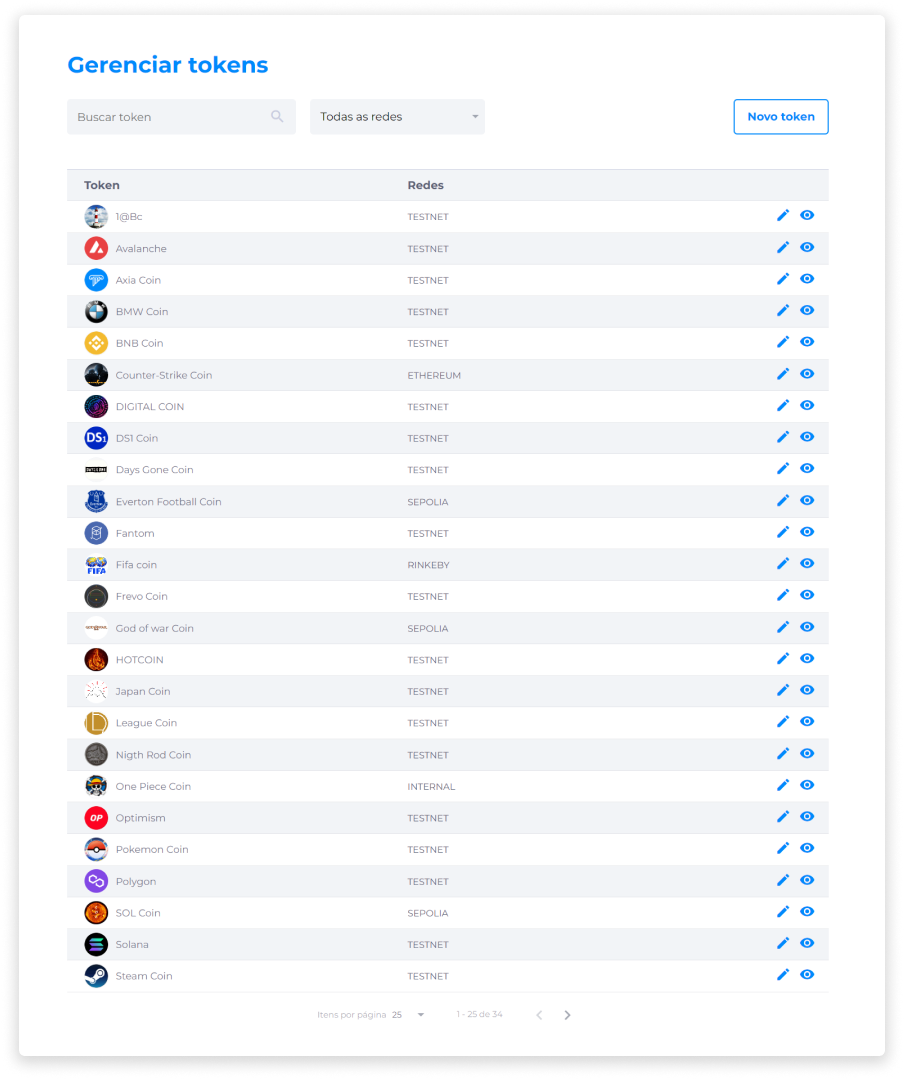 Gerenciar tokens
Buscar token Todas as redes Novo token
Token Redes
1@Bc TESTNET
Avalanche TESTNET
Axia Coin TESTNET
BMW Coin TESTNET
BNB Coin TESTNET
Counter-Strike Coin ETHEREUM
DIGITAL COIN TESTNET
DS1 DS1 Coin TESTNET
Days Gone Coin TESTNET
Everton Football Coin SEPOLIA
Fantom TESTNET
FIFA Fifa coin RINKEBY
Frevo Coin TESTNET
God of war Coin SEPOLIA
HOTCOIN TESTNET
Japan Coin TESTNET
League Coin TESTNET
Nigth Rod Coin TESTNET
One Piece Coin INTERNAL
OP Optimism TESTNET
Pokemon Coin TESTNET
Polygon TESTNET
SOL Coin SEPOLIA
Solana TESTNET
Steam Coin TESTNET
Itens por página 25 1 - 25 de 34